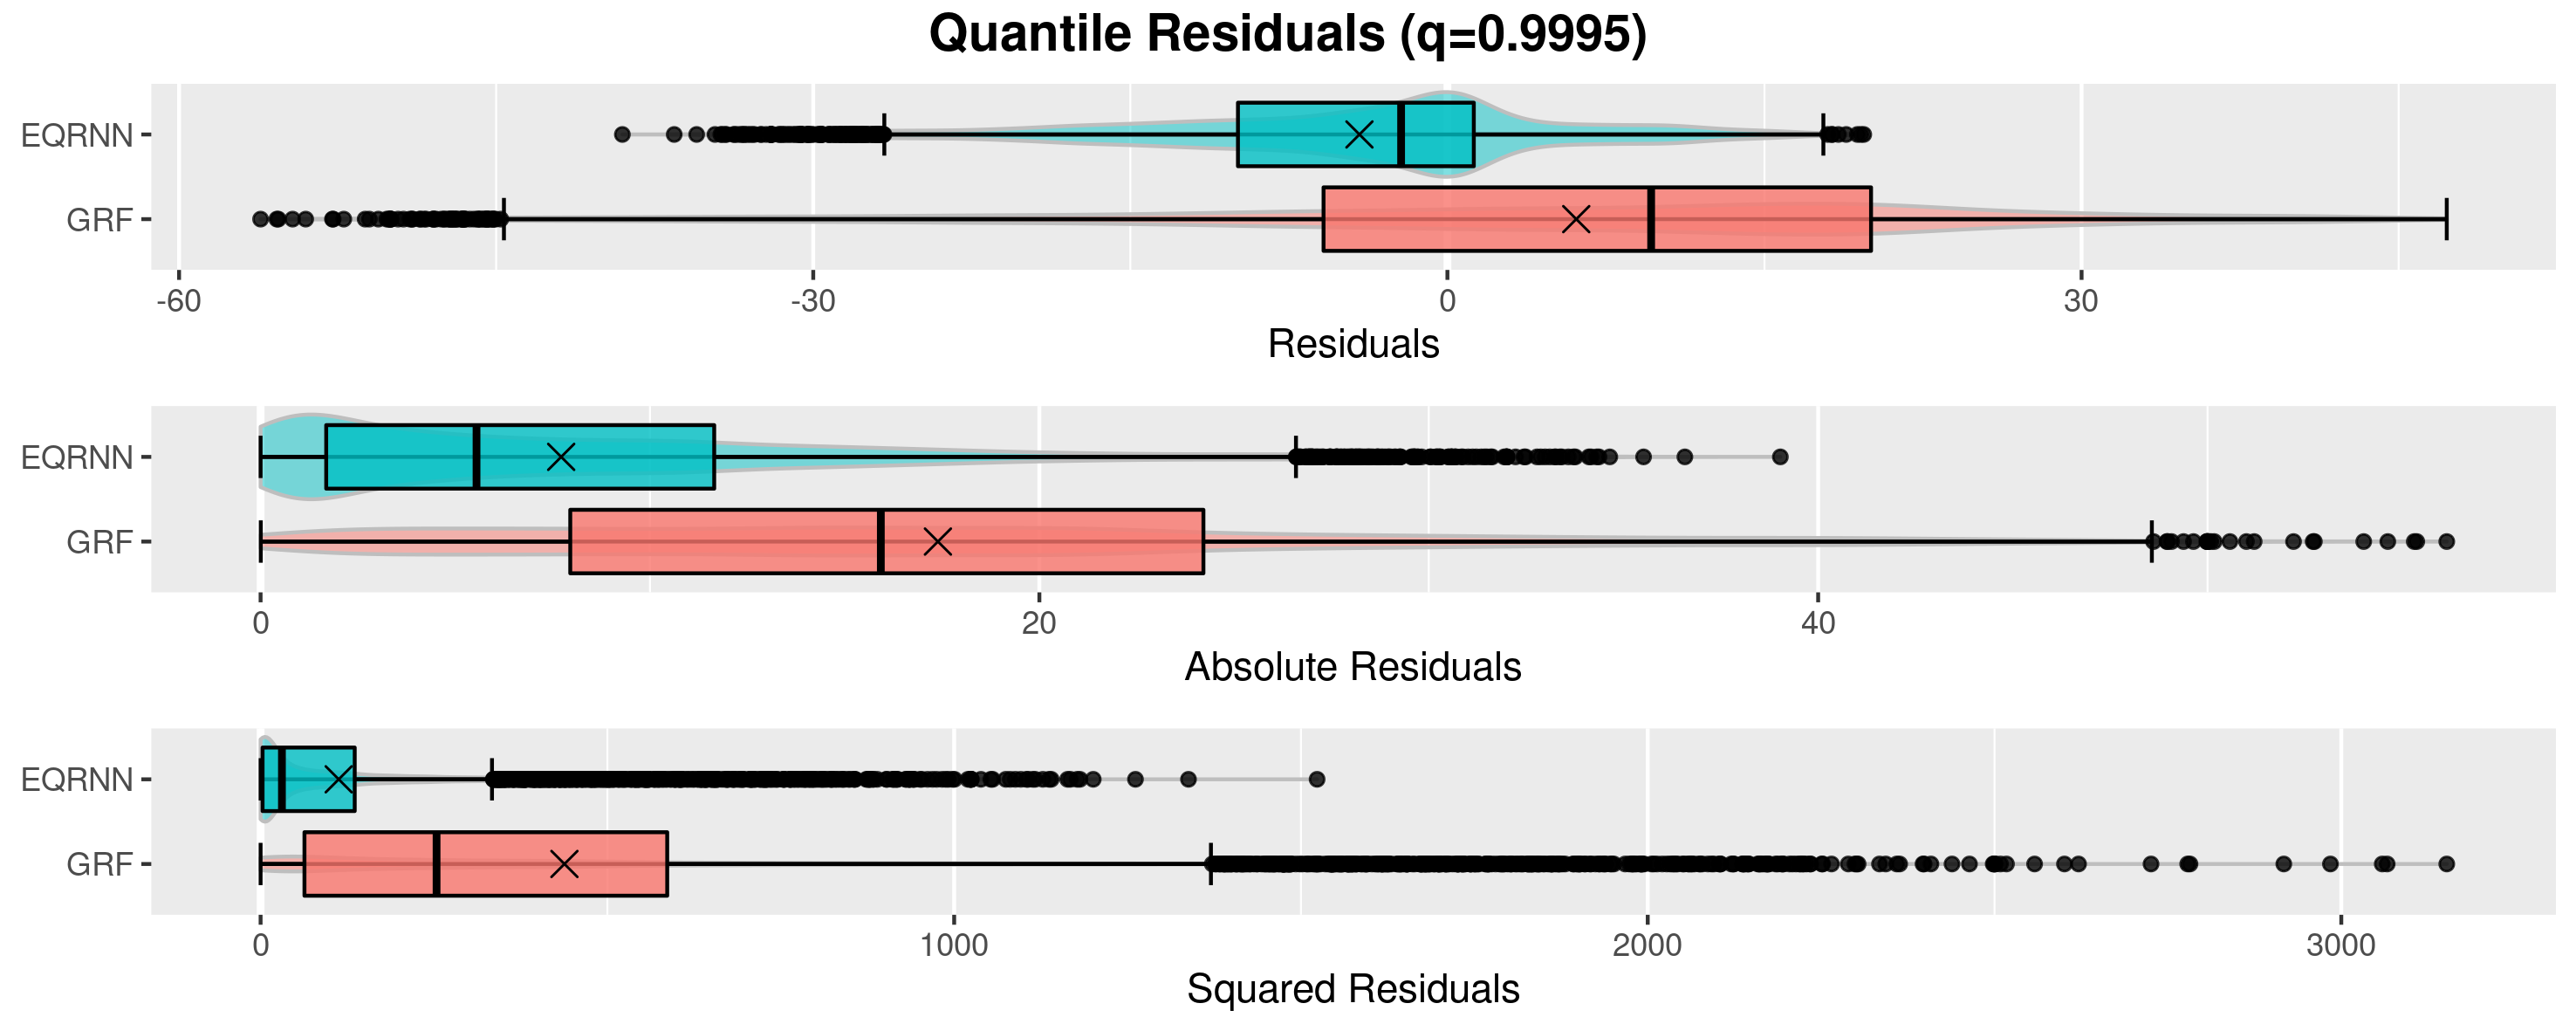 Quantile Residuals (q=0.9995)
EQRNN
GRF
-60 -30 0 30
Residuals
EQRNN
GRF
0 20 40
Absolute Residuals
EQRNN
GRF
0 1000 2000 3000
Squared Residuals